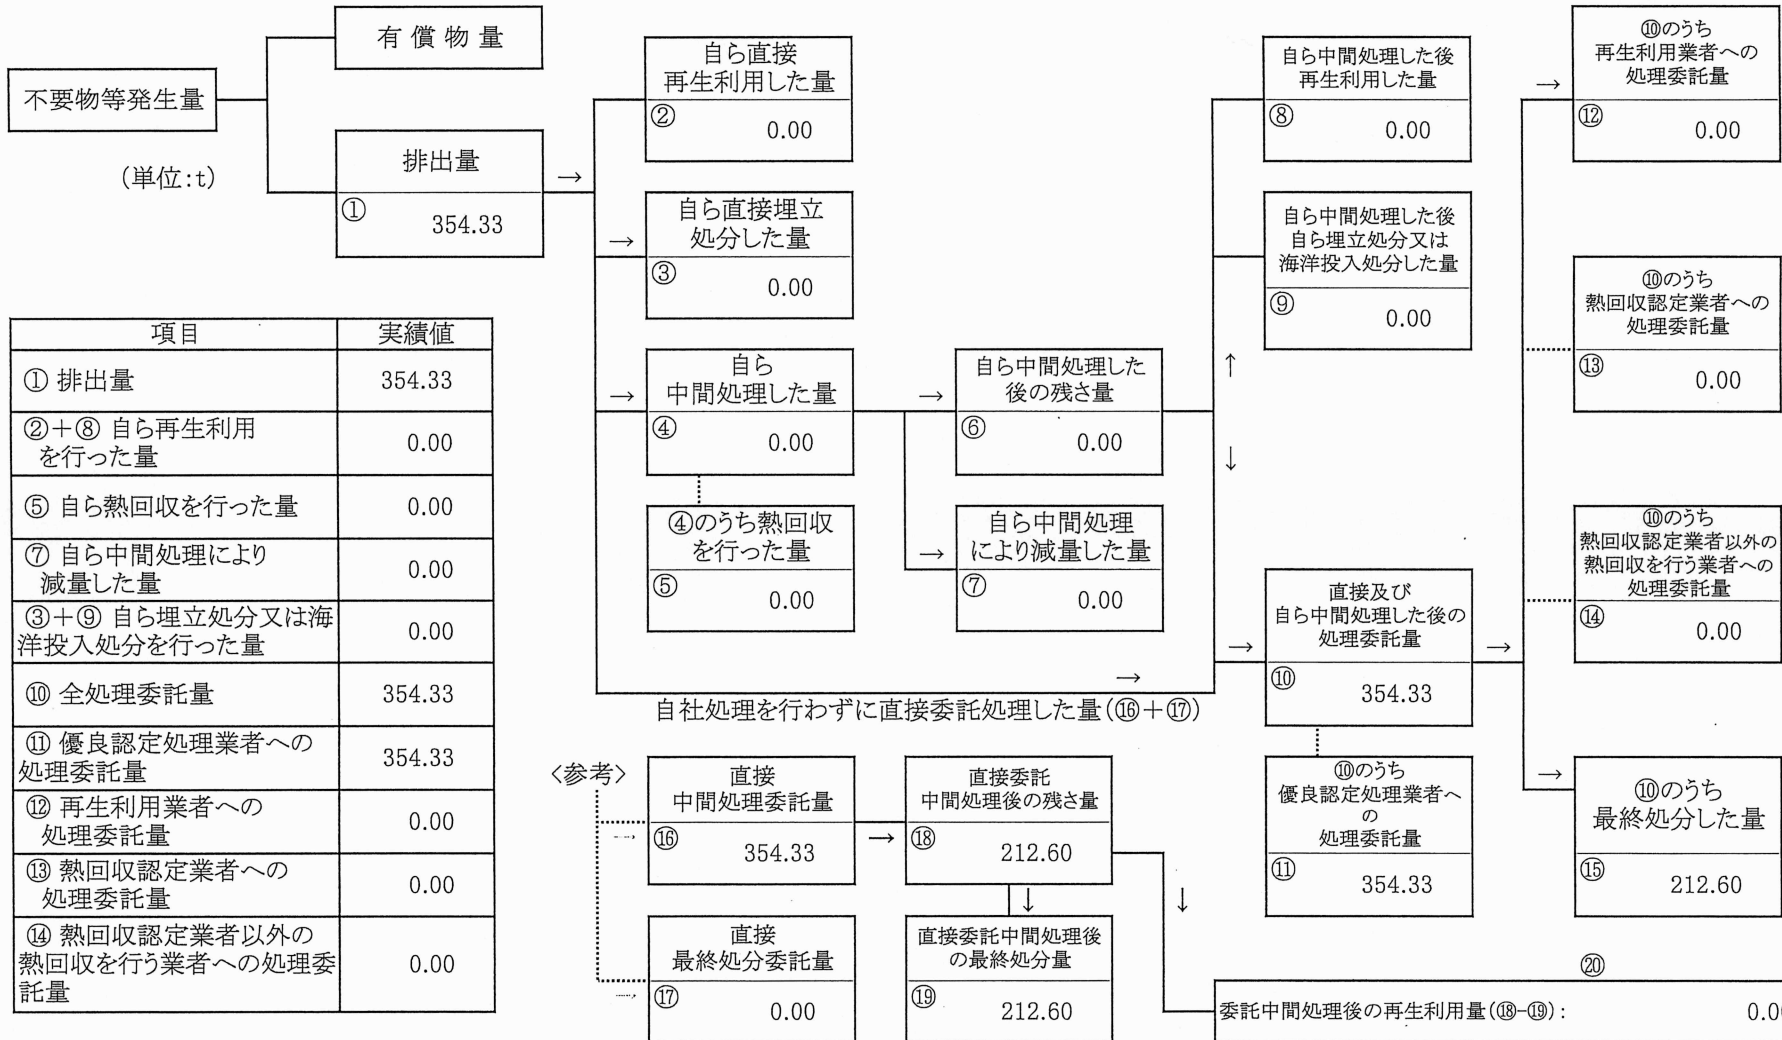 不要物等発生量
有償物量
(単位:t)
排出量
① 354.33
→
自ら直接
再生利用した量
② 0.00
→
自ら直接埋立
処分した量
③ 0.00
→
自ら
中間処理した量
④ 0.00
④のうち熱回収
を行った量
⑤ 0.00
→
自ら中間処理した
後の残さ量
⑥ 0.00
→
自ら中間処理
により減量した量
⑦ 0.00
自ら中間処理した後
再生利用した量
⑧ 0.00
自ら中間処理した後
自ら埋立処分又は
海洋投入処分した量
⑨ 0.00
↑
↓
→
自社処理を行わずに直接委託処理した量(⑯+⑰)
→
直接及び
自ら中間処理した後の
処理委託量
⑩ 354.33
⑩のうち
優良認定処理業者へ
の
処理委託量
⑪ 354.33
→
→
⑩のうち
再生利用業者への
処理委託量
⑫ 0.00
⑩のうち
熱回収認定業者への
処理委託量
⑬ 0.00
⑩のうち
熱回収認定業者以外の
熱回収を行う業者への
処理委託量
⑭ 0.00
→
⑩のうち
最終処分した量
⑮ 212.60
項目 実績値
① 排出量 354.33
②+⑧ 自ら再生利用
を行った量 0.00
⑤ 自ら熱回収を行った量 0.00
⑦ 自ら中間処理により
減量した量 0.00
③+⑨ 自ら埋立処分又は海
洋投入処分を行った量 0.00
⑩ 全処理委託量 354.33
⑪ 優良認定処理業者への
処理委託量 354.33
⑫ 再生利用業者への
処理委託量 0.00
⑬ 熱回収認定業者への
処理委託量 0.00
⑭ 熱回収認定業者以外の
熱回収を行う業者への処理委
託量 0.00
〈参考〉
→
直接
中間処理委託量
⑯ 354.33
→
直接委託
中間処理後の残さ量
⑱ 212.60
→
直接
最終処分委託量
⑰ 0.00
↓
直接委託中間処理後
の最終処分量
⑲ 212.60
↓
⑳
委託中間処理後の再生利用量(⑱-⑲): 0.00